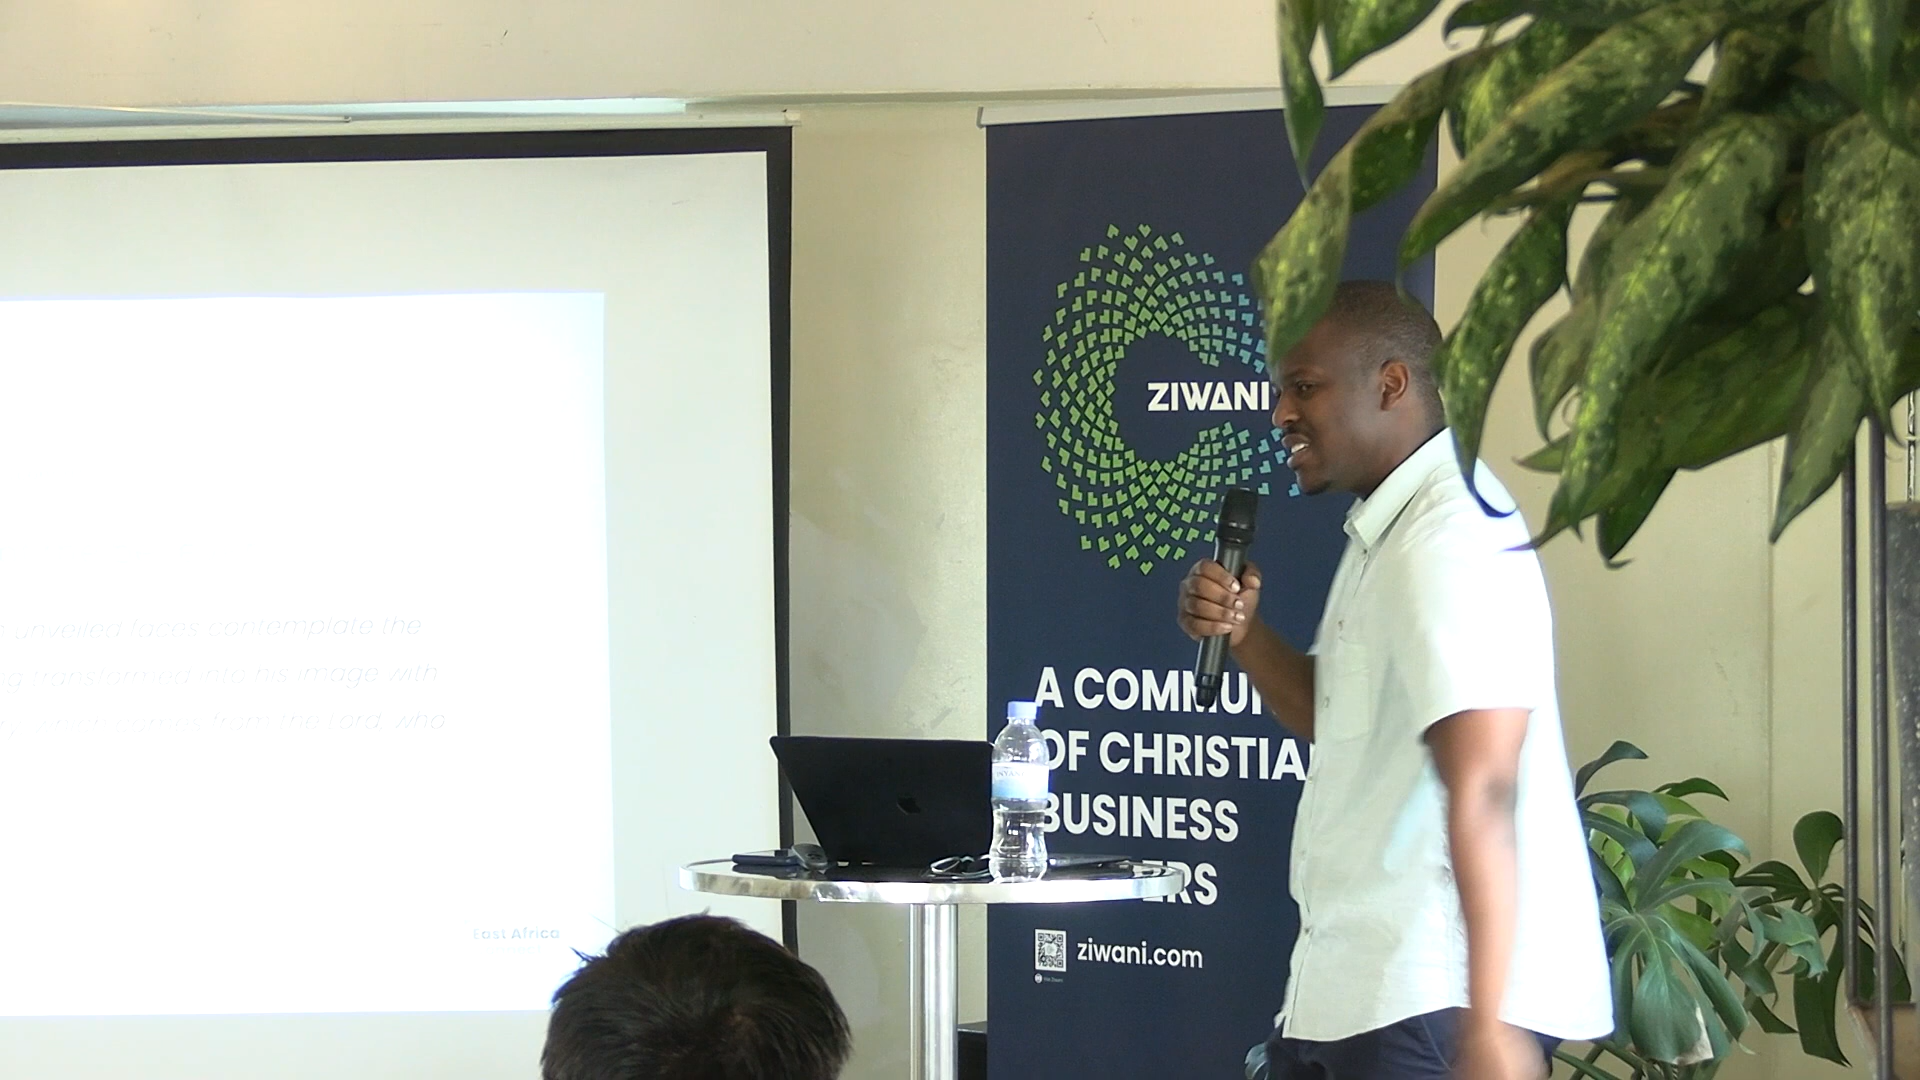 unveiled faces contemplate the
transformed into his image with
from the Lord, who
East Africa
ZIWANI
A COMMU
OF CHRISTIA
BUSINESS
ERS
ziwani.com